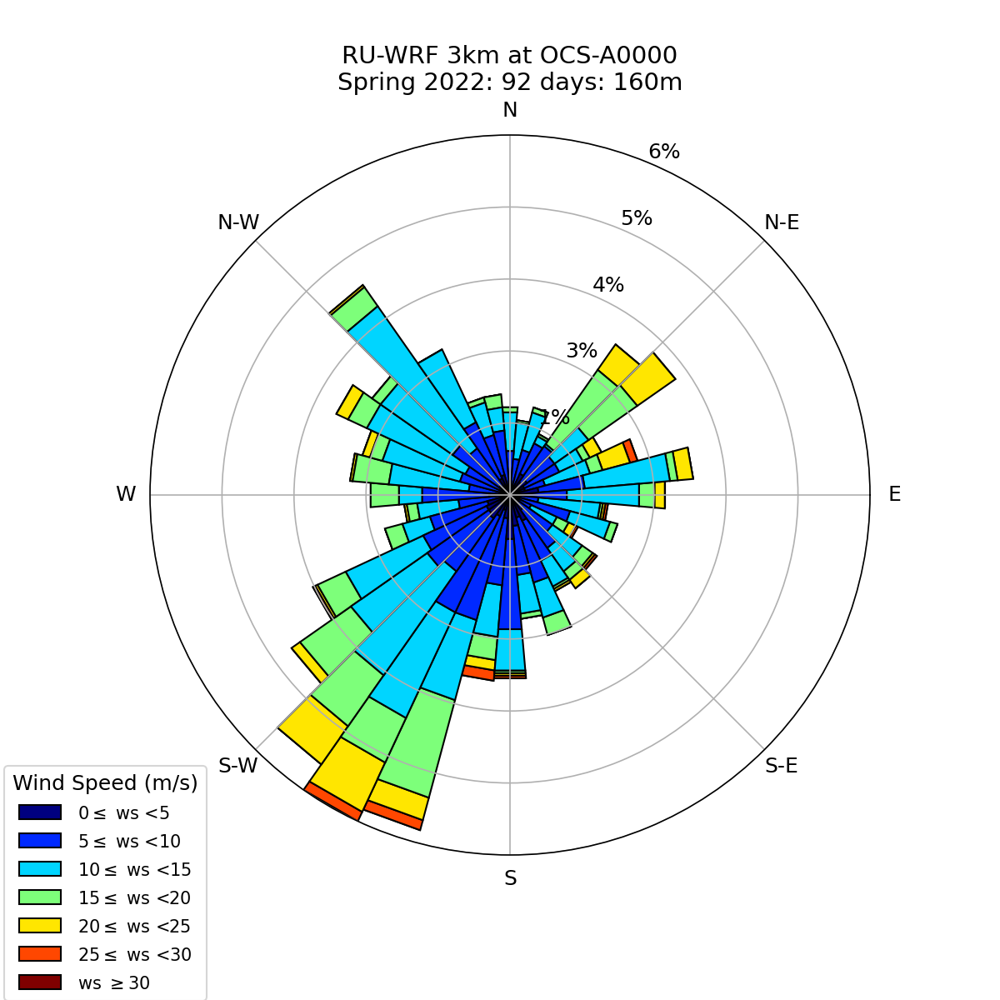 RU-WRF 3km at OCS-A0000
Spring 2022: 92 days: 160m
N
6%
N-W
5%
N-E
4%
3%
1%
W
E
S-W
S-E
S
Wind Speed (m/s)
0 ≤ ws <5
5 ≤ ws <10
10 ≤ ws <15
15 ≤ ws <20
20 ≤ ws <25
25 ≤ ws <30
ws ≥ 30